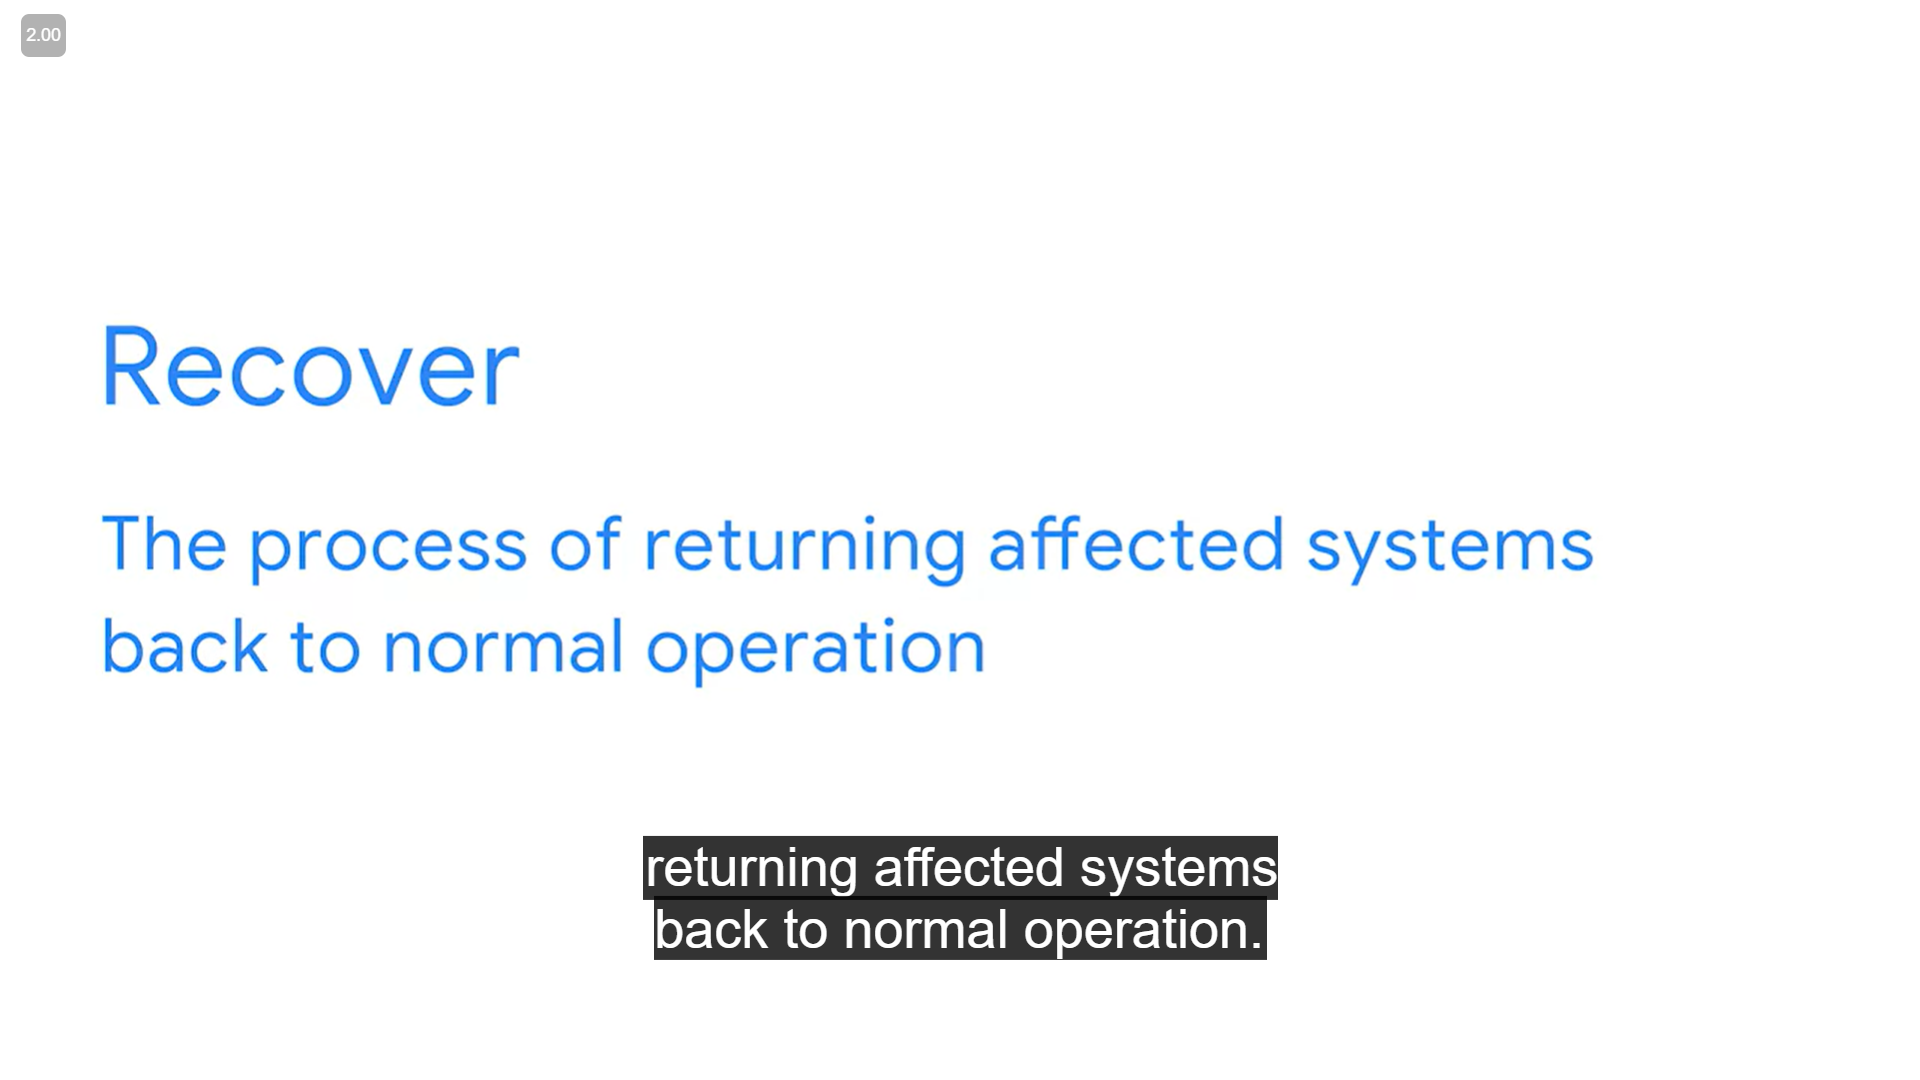 2.00
Recover
The process of returning affected systems
back to normal operation
returning affected systems
back to normal operation.